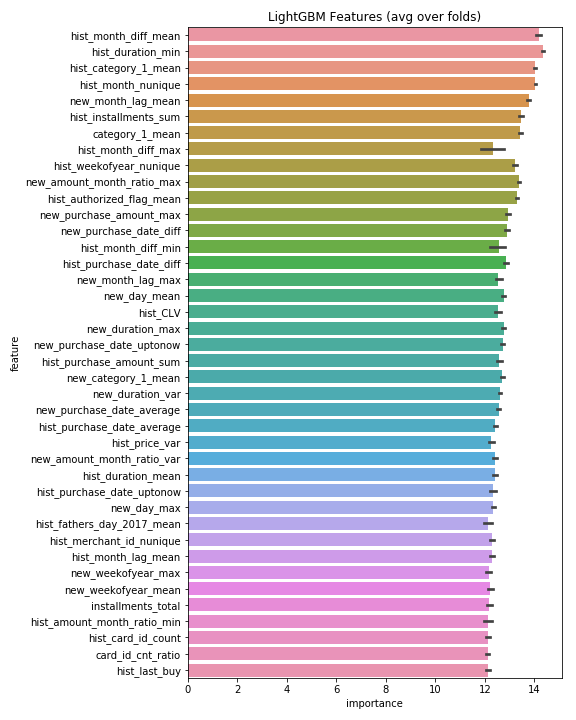 LightGBM Features (avg over folds)
hist_month_diff_mean
hist_duration_min
hist_category_1_mean
hist_month_nunique
new_month_lag_mean
hist_installments_sum
category_1_mean
hist_month_diff_max
hist_weekofyear_nunique
new_amount_month_ratio_max
hist_authorized_flag_mean
new_purchase_amount_max
new_purchase_date_diff
hist_month_diff_min
hist_purchase_date_diff
new_month_lag_max
new_day_mean
hist_CLV
new_duration_max
new_purchase_date_uptonow
hist_purchase_amount_sum
new_category_1_mean
new_duration_var
new_purchase_date_average
hist_purchase_date_average
hist_price_var
new_amount_month_ratio_var
hist_duration_mean
hist_purchase_date_uptonow
new_day_max
hist_fathers_day_2017_mean
hist_merchant_id_nunique
hist_month_lag_mean
new_weekofyear_max
new_weekofyear_mean
installments_total
hist_amount_month_ratio_min
hist_card_id_count
card_id_cnt_ratio
hist_last_buy
feature
0 2 4 6 8 10 12 14
importance